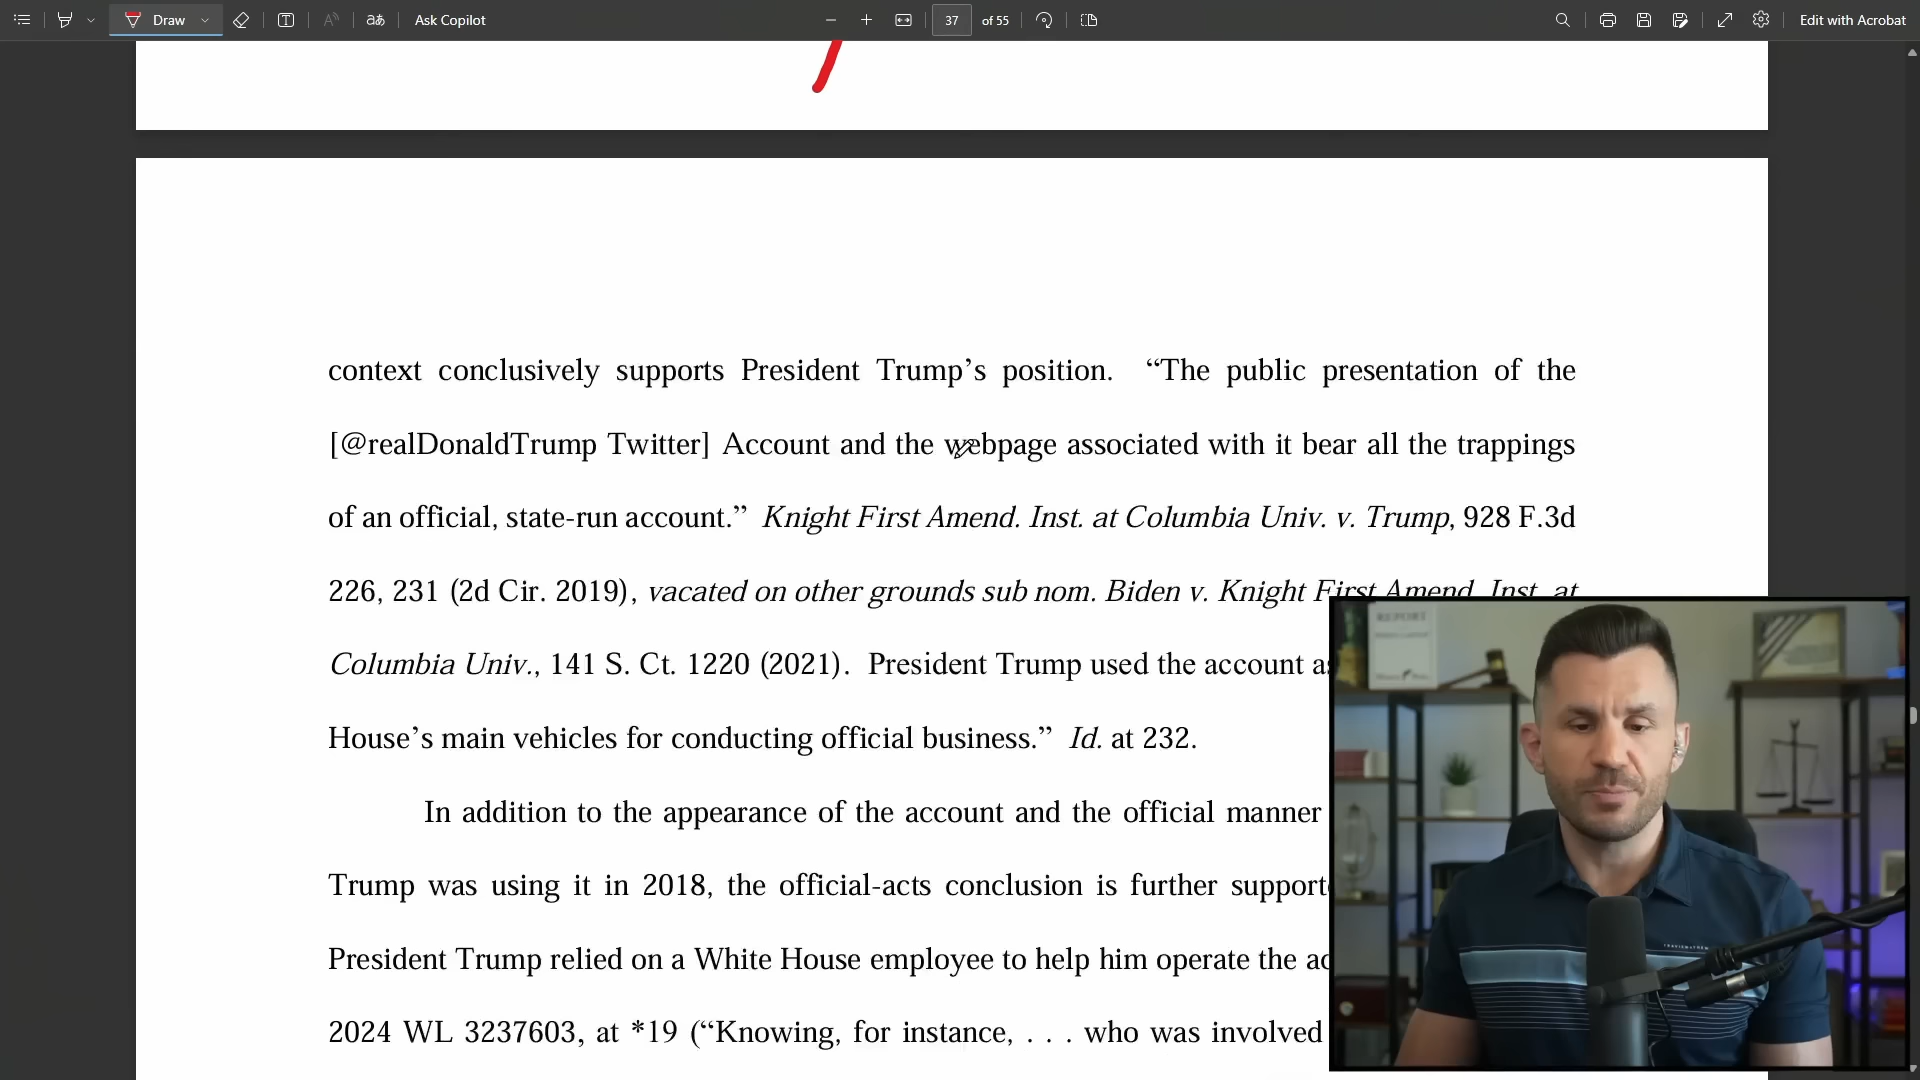 Draw
aあ
Ask Copilot
37 of 55
Edit with Acrobat
context conclusively supports President Trump’s position. “The public presentation of the
[@realDonaldTrump Twitter] Account and the webpage associated with it bear all the trappings
of an official, state-run account.” Knight First Amend. Inst. at Columbia Univ. v. Trump, 928 F.3d
226, 231 (2d Cir. 2019), vacated on other grounds sub nom. Biden v. Knight First Amend. Inst. at
Columbia Univ., 141 S. Ct. 1220 (2021). President Trump used the account as
House’s main vehicles for conducting official business.” Id. at 232.
In addition to the appearance of the account and the official manner
Trump was using it in 2018, the official-acts conclusion is further
President Trump relied on a White House employee to help him operate the
2024 WL 3237603, at *19 (“Knowing, for instance, . . . who was involved
REPORT